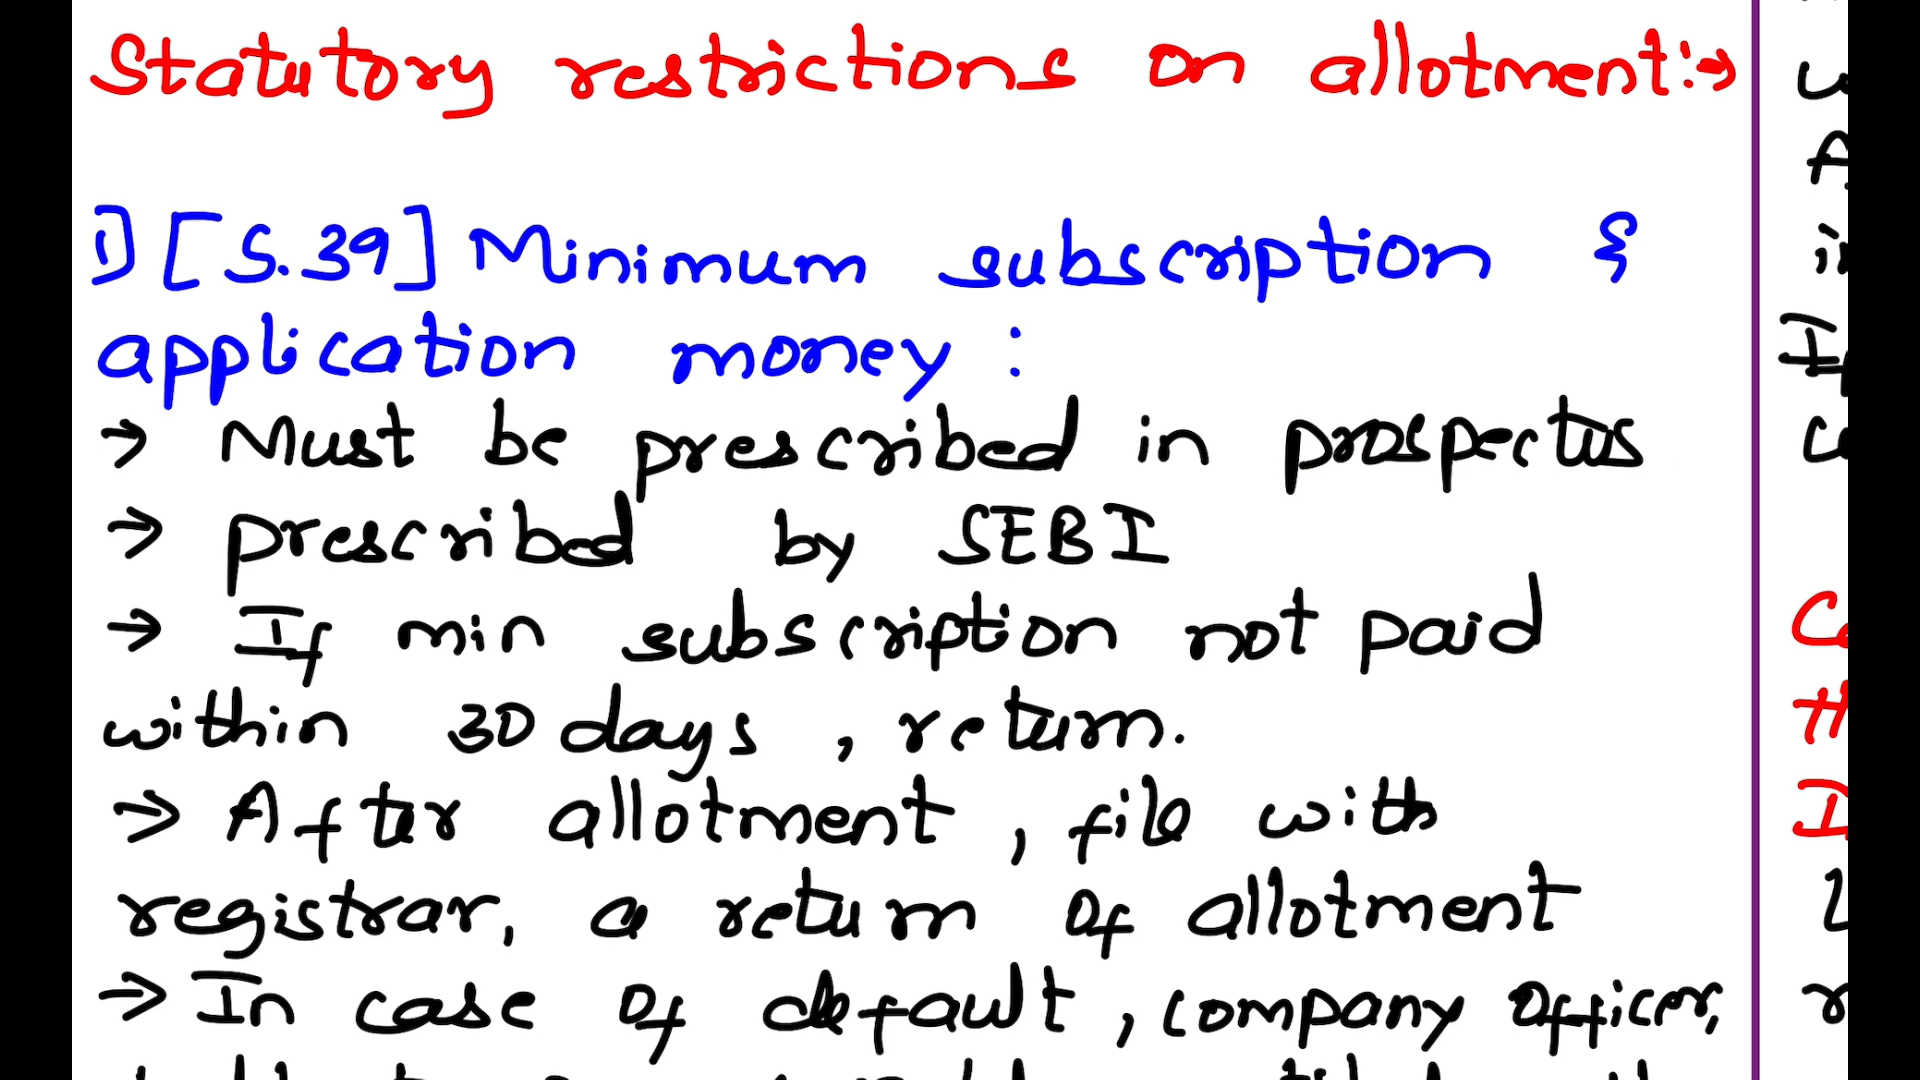 Statutory restrictions on allotment:→
1) [S.39] Minimum subscription &
application money :
→ Must be prescribed in prospectus
→ prescribed by SEBI
→ If min subscription not paid
within 30 days , return.
→ After allotment , file with
registrar, a return of allotment
→ In case of default , company officer,